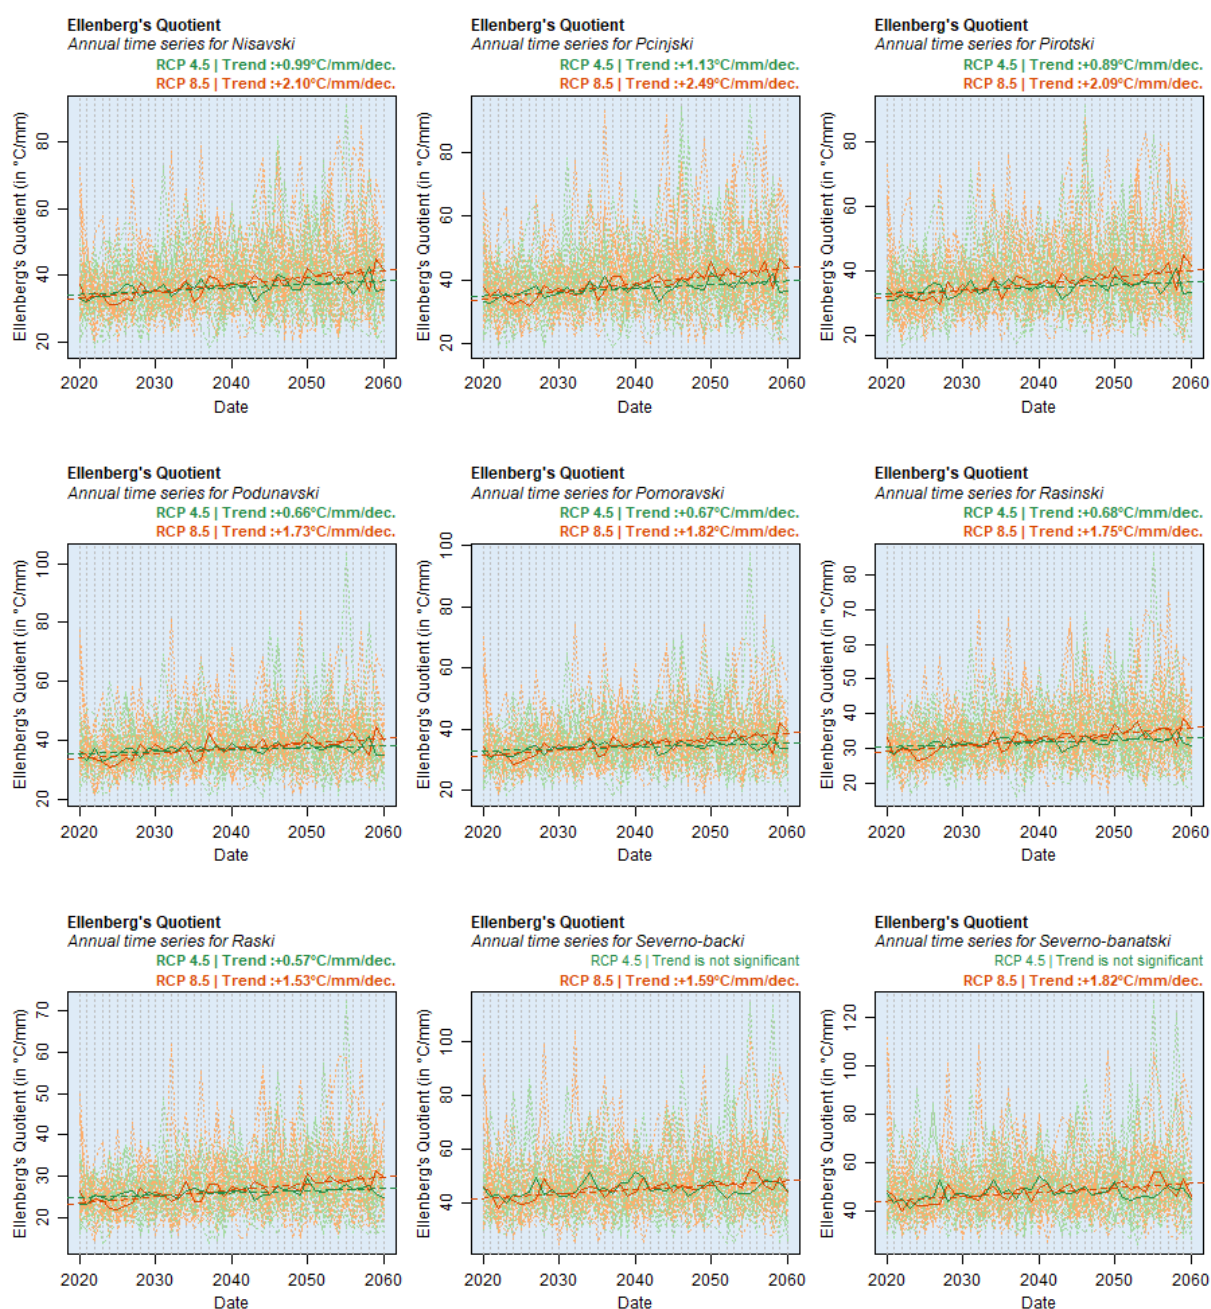 Ellenberg's Quotient
Annual time series for Nisavski
RCP 4.5 | Trend :+0.99°C/mm/dec.
RCP 8.5 | Trend :+2.10°C/mm/dec.
Ellenberg's Quotient (in °C/mm)
20 40 60 80
2020 2030 2040 2050 2060
Date
Ellenberg's Quotient
Annual time series for Pcinjski
RCP 4.5 | Trend :+1.13°C/mm/dec.
RCP 8.5 | Trend :+2.49°C/mm/dec.
Ellenberg's Quotient (in °C/mm)
20 40 60 80
2020 2030 2040 2050 2060
Date
Ellenberg's Quotient
Annual time series for Pirotski
RCP 4.5 | Trend :+0.89°C/mm/dec.
RCP 8.5 | Trend :+2.09°C/mm/dec.
Ellenberg's Quotient (in °C/mm)
20 40 60 80
2020 2030 2040 2050 2060
Date
Ellenberg's Quotient
Annual time series for Podunavski
RCP 4.5 | Trend :+0.66°C/mm/dec.
RCP 8.5 | Trend :+1.73°C/mm/dec.
Ellenberg's Quotient (in °C/mm)
20 40 60 80 100
2020 2030 2040 2050 2060
Date
Ellenberg's Quotient
Annual time series for Pomoravski
RCP 4.5 | Trend :+0.67°C/mm/dec.
RCP 8.5 | Trend :+1.82°C/mm/dec.
Ellenberg's Quotient (in °C/mm)
20 40 60 80 100
2020 2030 2040 2050 2060
Date
Ellenberg's Quotient
Annual time series for Rasinski
RCP 4.5 | Trend :+0.68°C/mm/dec.
RCP 8.5 | Trend :+1.75°C/mm/dec.
Ellenberg's Quotient (in °C/mm)
20 30 40 50 60 70 80
2020 2030 2040 2050 2060
Date
Ellenberg's Quotient
Annual time series for Raski
RCP 4.5 | Trend :+0.57°C/mm/dec.
RCP 8.5 | Trend :+1.53°C/mm/dec.
Ellenberg's Quotient (in °C/mm)
20 30 40 50 60 70
2020 2030 2040 2050 2060
Date
Ellenberg's Quotient
Annual time series for Severno-backi
RCP 4.5 | Trend is not significant
RCP 8.5 | Trend :+1.59°C/mm/dec.
Ellenberg's Quotient (in °C/mm)
40 60 80 100
2020 2030 2040 2050 2060
Date
Ellenberg's Quotient
Annual time series for Severno-banatski
RCP 4.5 | Trend is not significant
RCP 8.5 | Trend :+1.82°C/mm/dec.
Ellenberg's Quotient (in °C/mm)
40 60 80 100 120
2020 2030 2040 2050 2060
Date